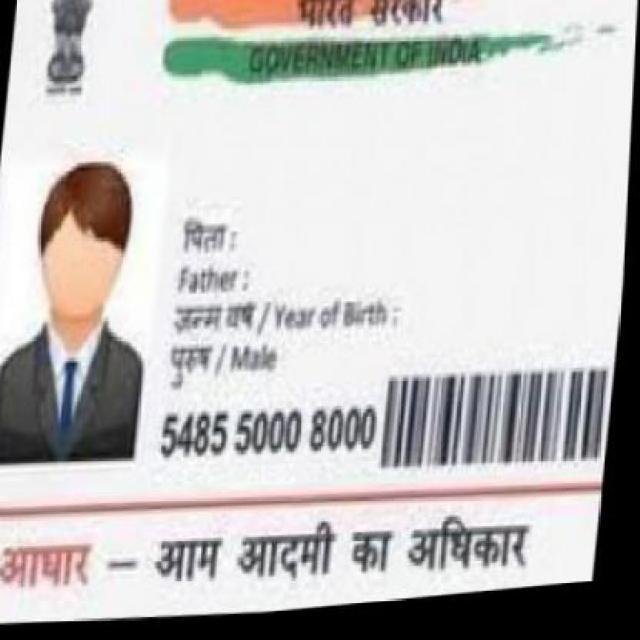 भारत सरकार
GOVERNMENT OF INDIA
पिता :
Father :
जन्म वर्ष / Year of Birth :
पुरुष / Male
5485 5000 8000
आधार – आम आदमी का अधिकार